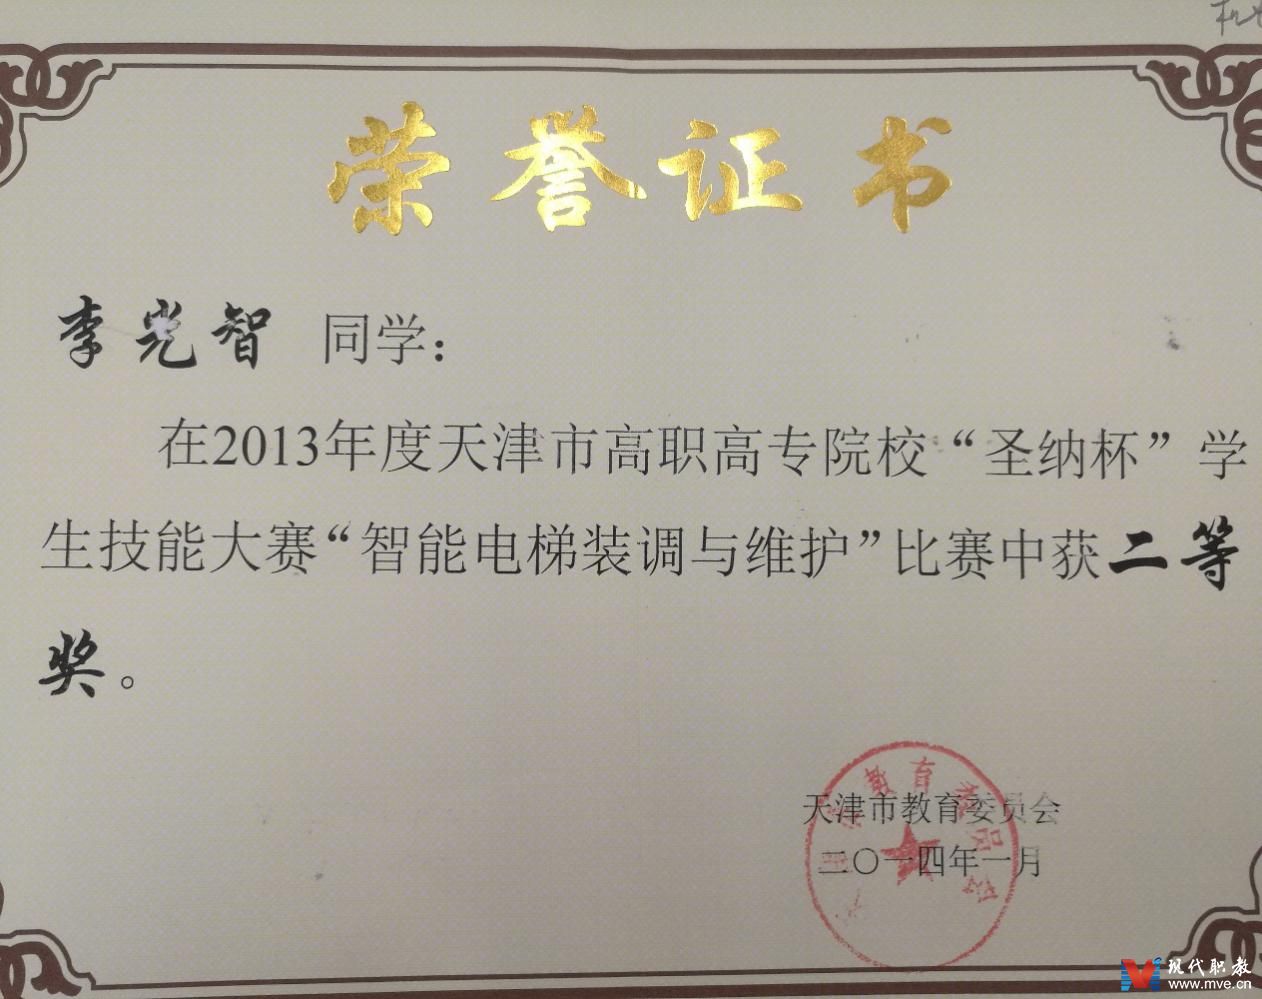 荣誉证书
李光智 同学：
在2013年度天津市高职高专院校“圣纳杯”学
生技能大赛“智能电梯装调与维护”比赛中获二等
奖。
天津市教育委员会
二〇一四年一月
现代职教
www.mve.cn